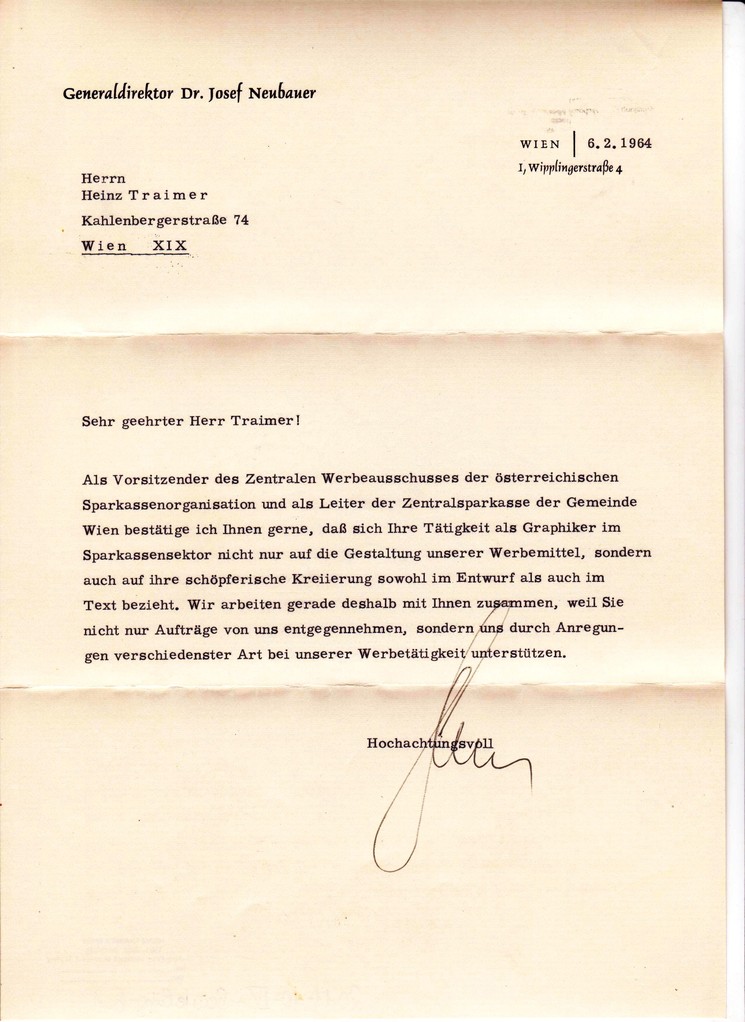 Generaldirektor Dr. Josef Neubauer
WIEN | 6.2.1964
I, Wipplingerstraße 4
Herrn
Heinz Traimer
Kahlenbergerstraße 74
Wien XIX
Sehr geehrter Herr Traimer!
Als Vorsitzender des Zentralen Werbeausschusses der österreichischen
Sparkassenorganisation und als Leiter der Zentralsparkasse der Gemeinde
Wien bestätige ich Ihnen gerne, daß sich Ihre Tätigkeit als Graphiker im
Sparkassensektor nicht nur auf die Gestaltung unserer Werbemittel, sondern
auch auf ihre schöpferische Kreiierung sowohl im Entwurf als auch im
Text bezieht. Wir arbeiten gerade deshalb mit Ihnen zusammen, weil Sie
nicht nur Aufträge von uns entgegennehmen, sondern uns durch Anregun-
gen verschiedenster Art bei unserer Werbetätigkeit unterstützen.
Hochachtungsvoll